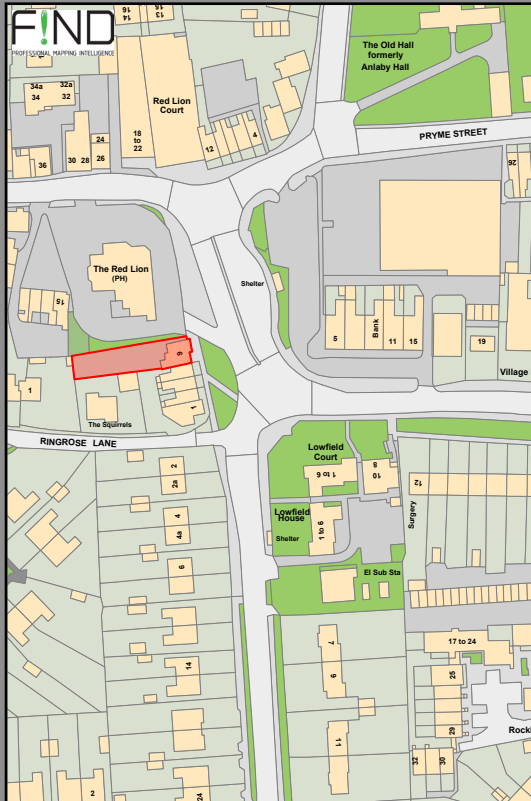 F!ND
PROFESSIONAL MAPPING INTELLIGENCE
16
14
18
13
The Old Hall
formerly
Anlaby Hall
34a
34
32a
32
Red Lion
Court
18
to
22
24
26
30 28
36
12
4
PRYME STREET
26
The Red Lion
(PH)
15
Shelter
5
Bank
11
15
19
Village
9
1
1
The Squirrels
RINGROSE LANE
2
2a
4
4a
6
14
24
2
Lowfield
Court
1 to 6
8
10
Lowfield
House
Shelter
1 to 6
Surgery
12
El Sub Sta
7
9
11
17 to 24
25
29
32
30
Rockl